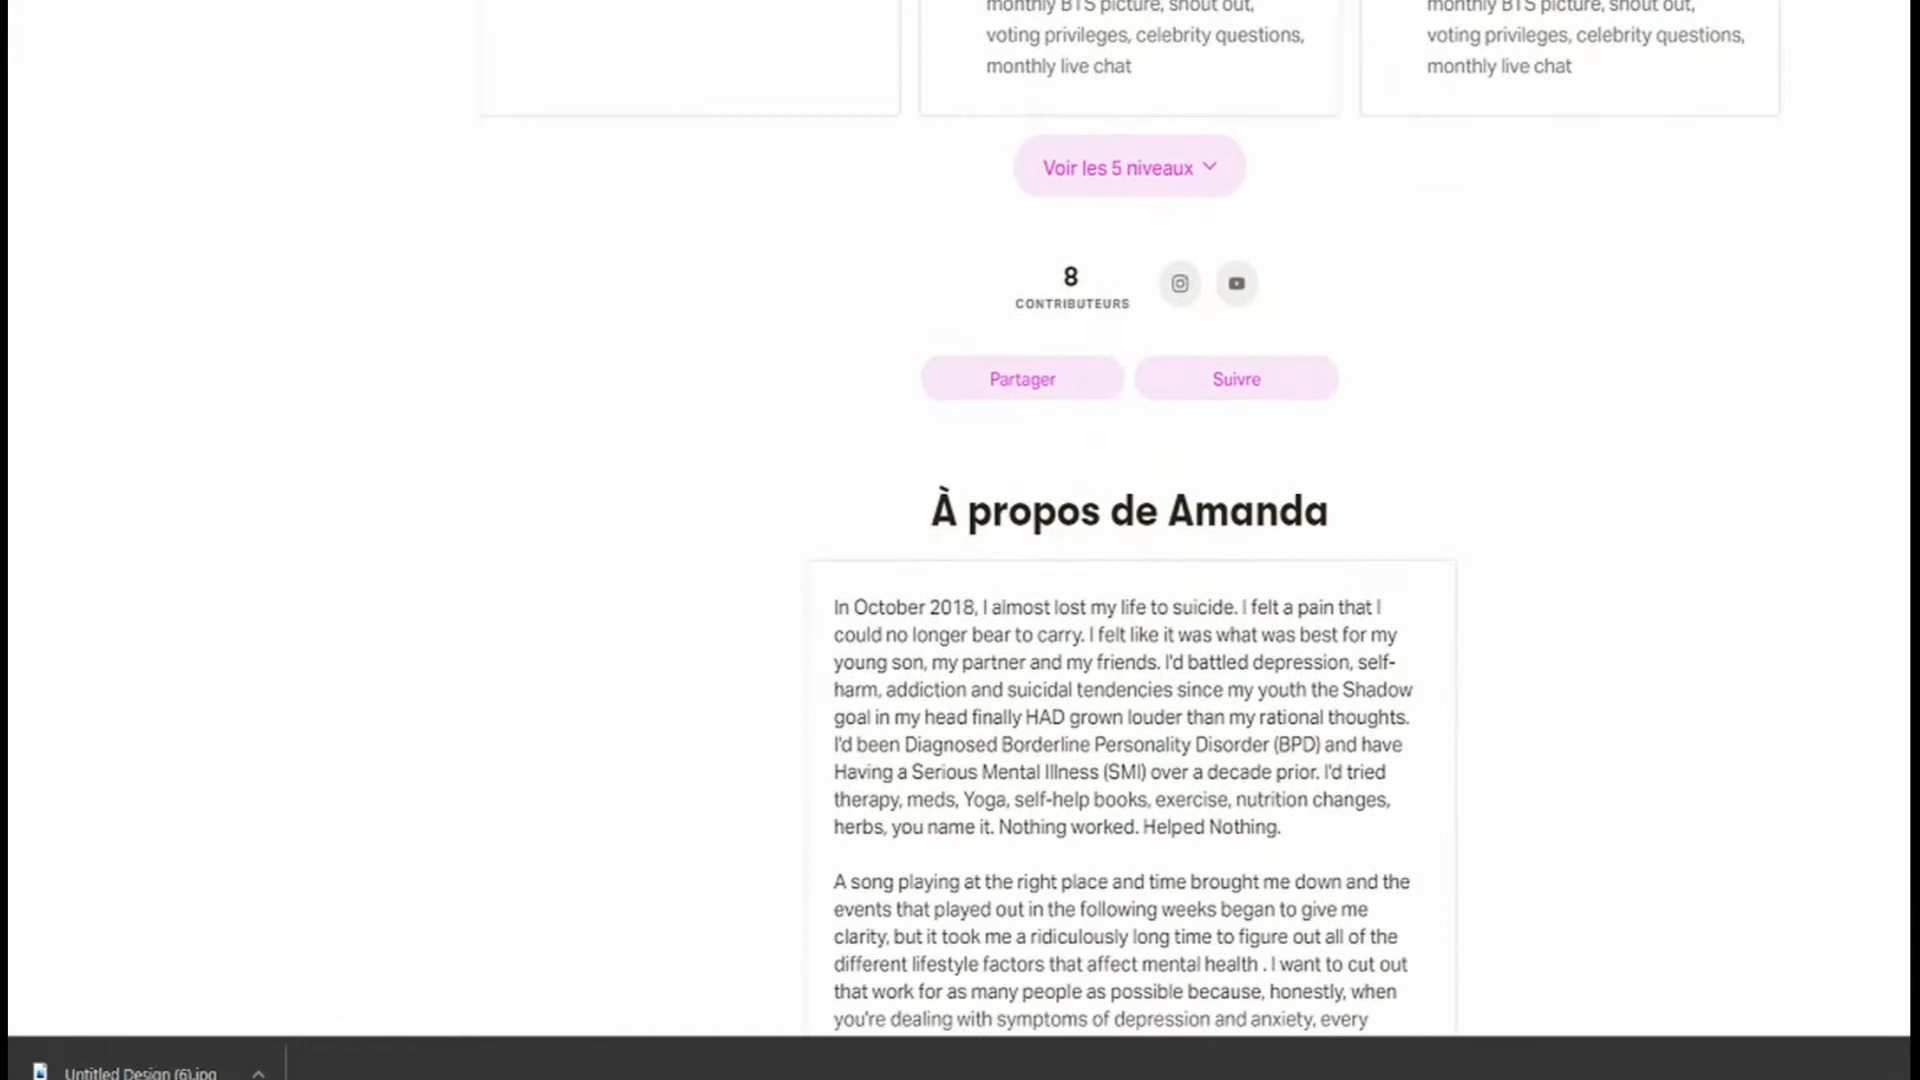 monthly BTS picture, shout out,
voting privileges, celebrity questions,
monthly live chat
monthly BTS picture, shout out,
voting privileges, celebrity questions,
monthly live chat
Voir les 5 niveaux
8
CONTRIBUTEURS
Partager
Suivre
À propos de Amanda
In October 2018, I almost lost my life to suicide. I felt a pain that I
could no longer bear to carry. I felt like it was what was best for my
young son, my partner and my friends. I'd battled depression, self-
harm, addiction and suicidal tendencies since my youth the Shadow
goal in my head finally HAD grown louder than my rational thoughts.
I'd been Diagnosed Borderline Personality Disorder (BPD) and have
Having a Serious Mental Illness (SMI) over a decade prior. I'd tried
therapy, meds, Yoga, self-help books, exercise, nutrition changes,
herbs, you name it. Nothing worked. Helped Nothing.
A song playing at the right place and time brought me down and the
events that played out in the following weeks began to give me
clarity, but it took me a ridiculously long time to figure out all of the
different lifestyle factors that affect mental health . I want to cut out
that work for as many people as possible because, honestly, when
you're dealing with symptoms of depression and anxiety, every
Untitled Design (6).jpg